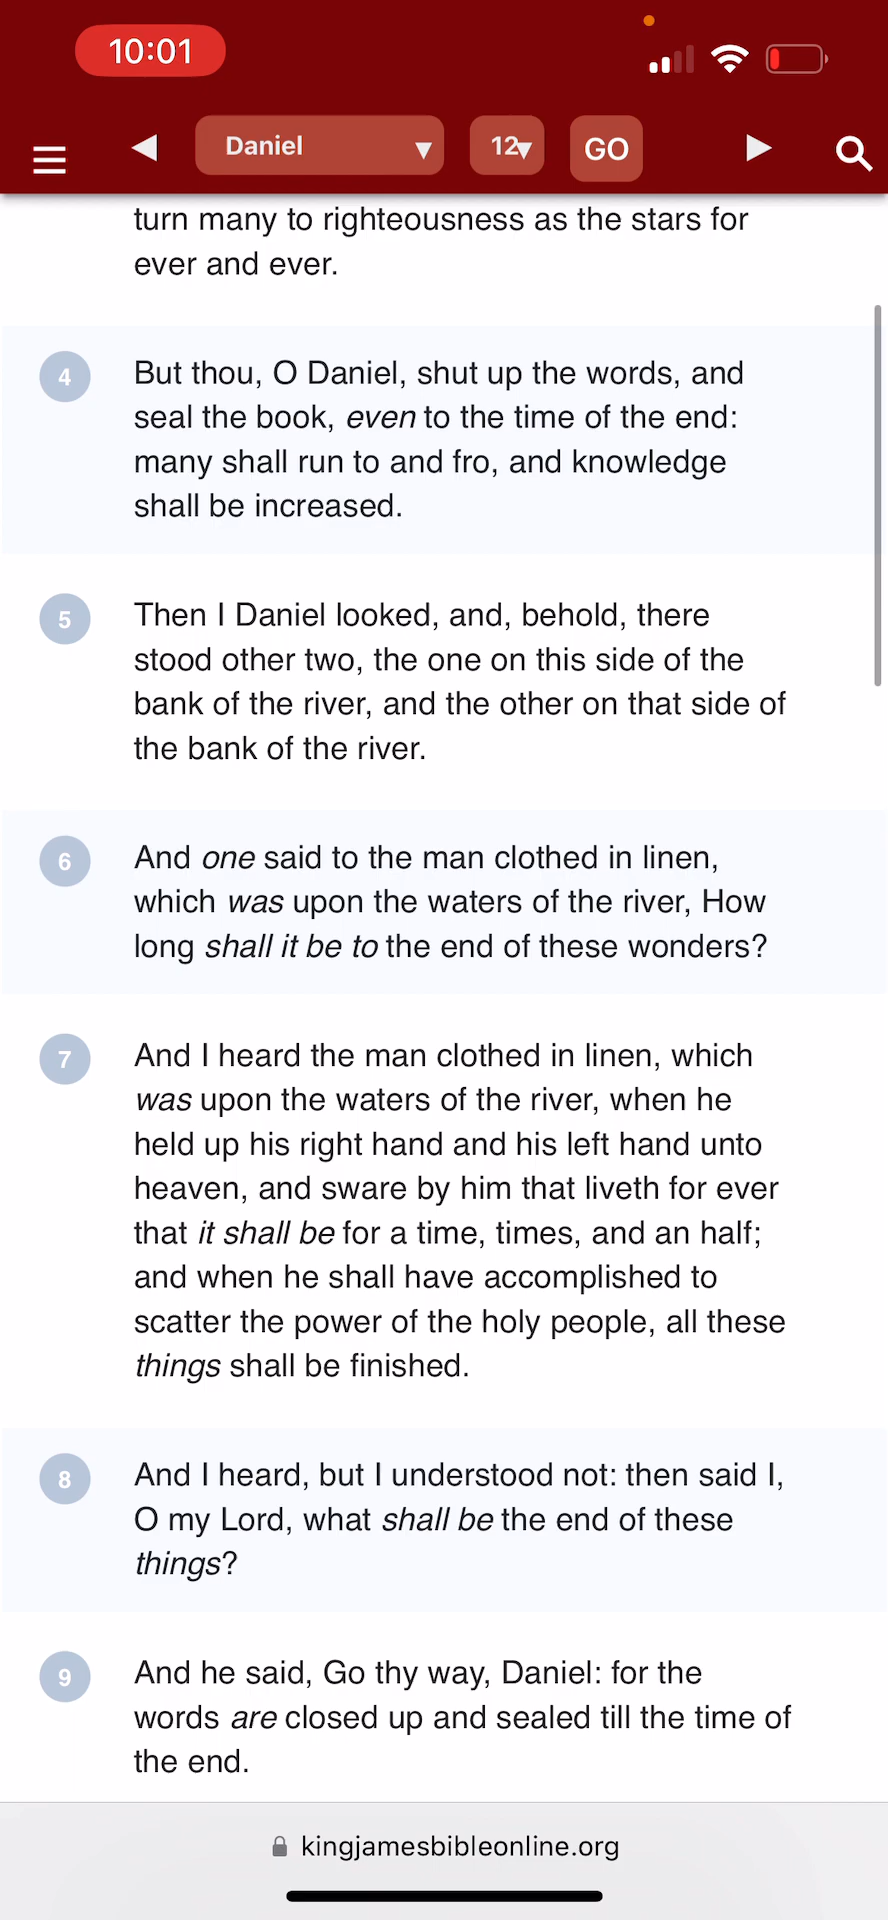 10:01
Daniel
12
GO
turn many to righteousness as the stars for
ever and ever.
4
But thou, O Daniel, shut up the words, and
seal the book, even to the time of the end:
many shall run to and fro, and knowledge
shall be increased.
5
Then I Daniel looked, and, behold, there
stood other two, the one on this side of the
bank of the river, and the other on that side of
the bank of the river.
6
And one said to the man clothed in linen,
which was upon the waters of the river, How
long shall it be to the end of these wonders?
7
And I heard the man clothed in linen, which
was upon the waters of the river, when he
held up his right hand and his left hand unto
heaven, and sware by him that liveth for ever
that it shall be for a time, times, and an half;
and when he shall have accomplished to
scatter the power of the holy people, all these
things shall be finished.
8
And I heard, but I understood not: then said I,
O my Lord, what shall be the end of these
things?
9
And he said, Go thy way, Daniel: for the
words are closed up and sealed till the time of
the end.
kingjamesbibleonline.org